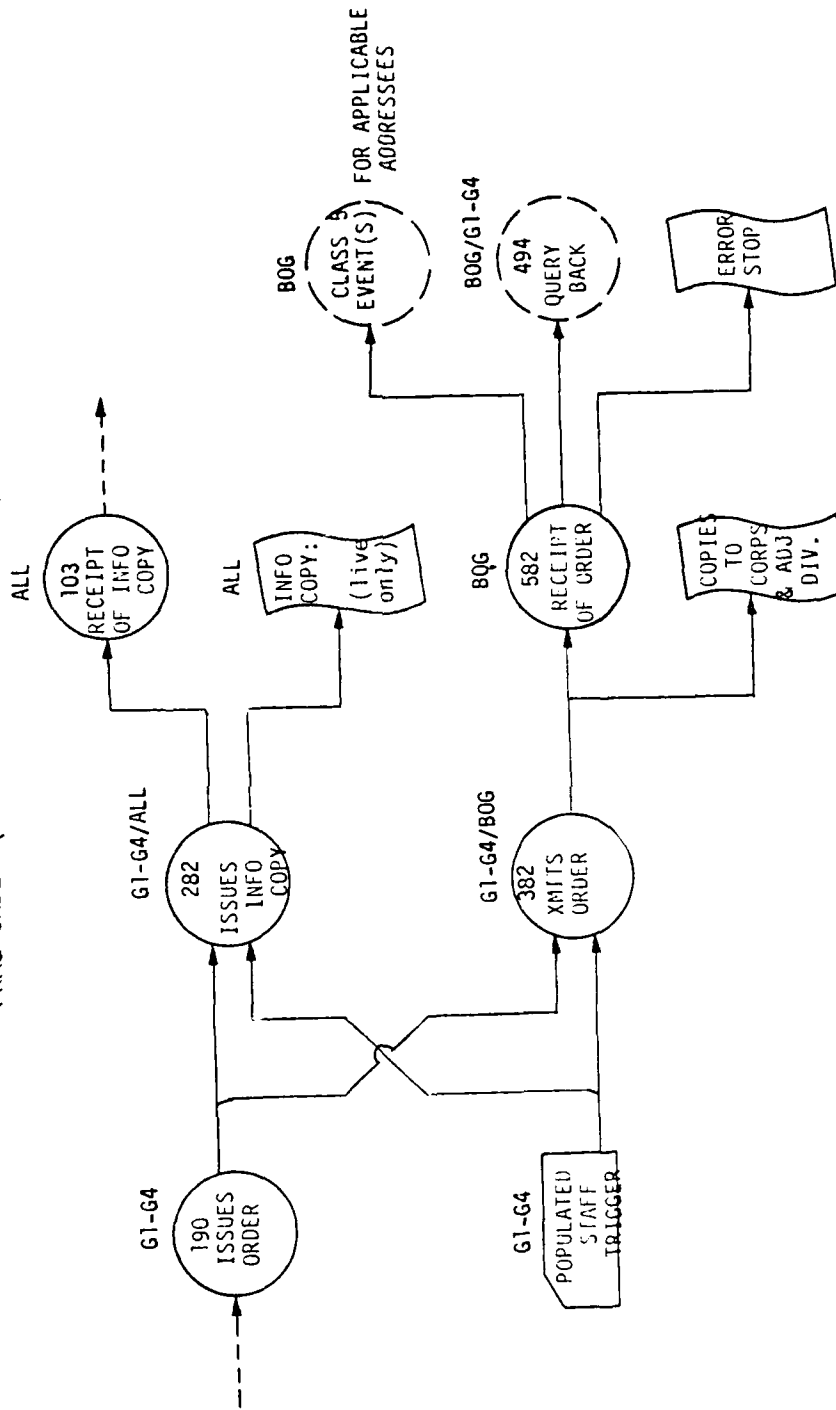 G1-G4
190
ISSUES
ORDER
G1-G4
POPULATED
STAFF
TRIGGER
G1-G4/ALL
282
ISSUES
INFO
COPY
G1-G4/BOG
382
XMITS
ORDER
ALL
103
RECEIPT
OF INFO
COPY
ALL
INFO
COPY:
(live
only)
BOG
582
RECEIPT
OF ORDER
COPIES
TO
CORPS
& ADJ
DIV.
BOG
CLASS 5
EVENT(S)
FOR APPLICABLE
ADDRESSEES
BOG/G1-G4
494
QUERY
BACK
ERROR
STOP